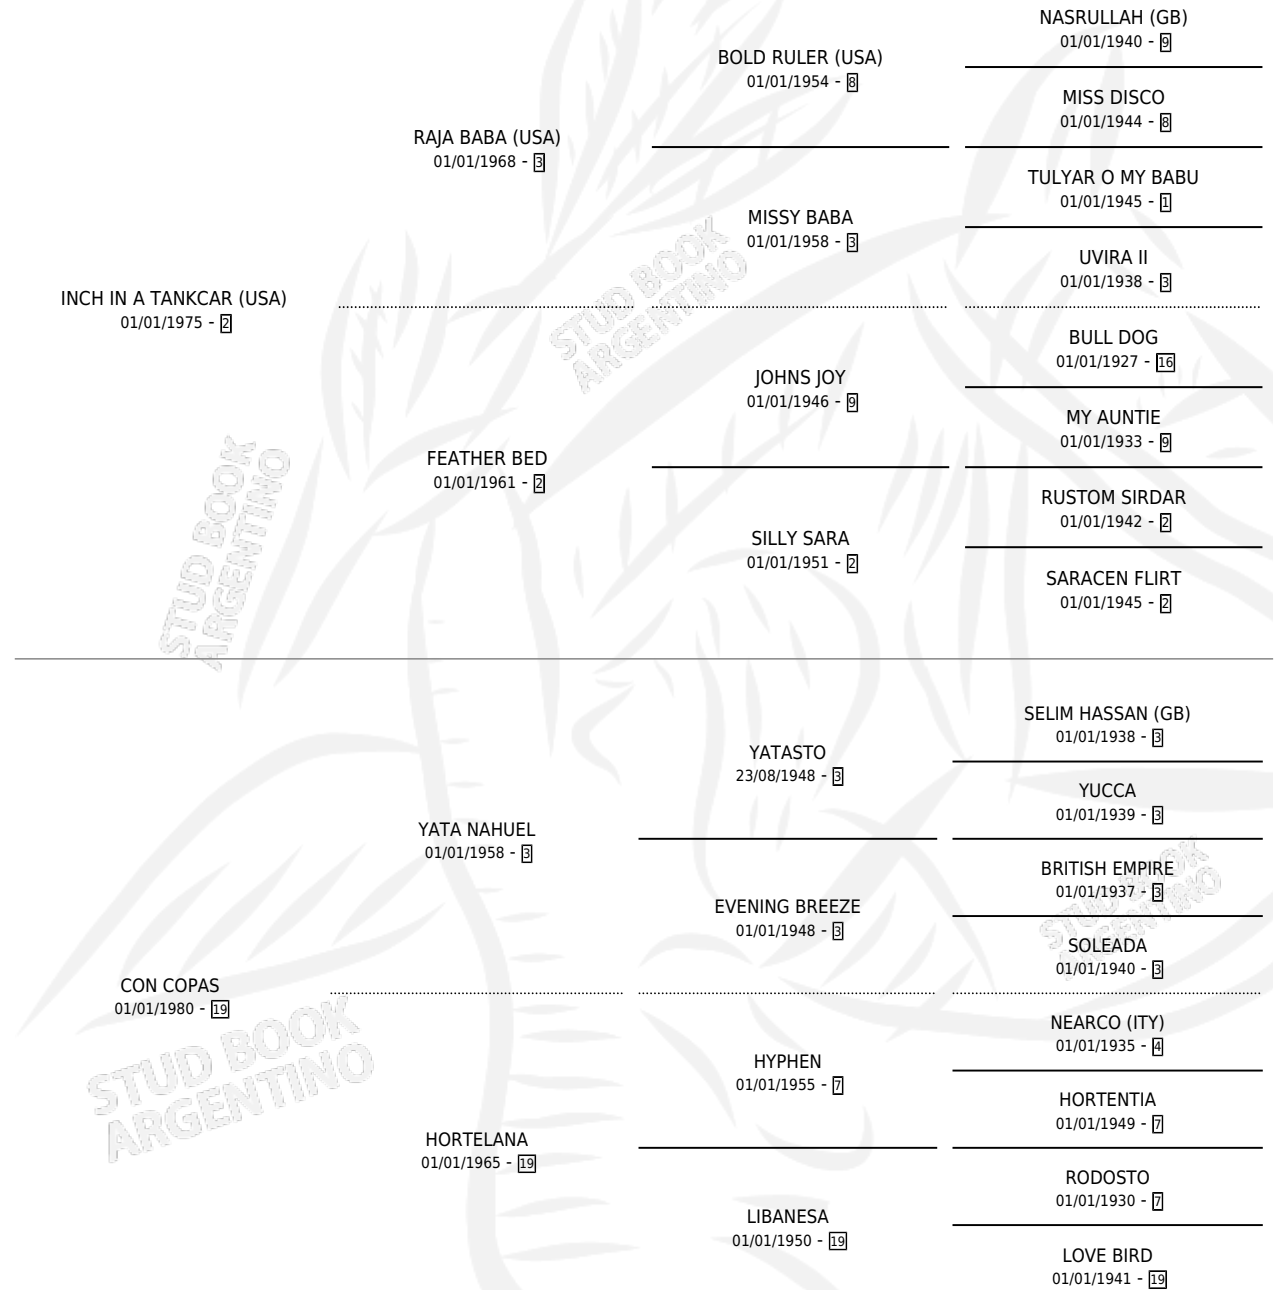 NASRULLAH (GB)
01/01/1940 - 9
BOLD RULER (USA)
01/01/1954 - 8
MISS DISCO
01/01/1944 - 8
RAJA BABA (USA)
01/01/1968 - 3
TULYAR O MY BABU
01/01/1945 - 1
MISSY BABA
01/01/1958 - 3
UVIRA II
01/01/1938 - 3
INCH IN A TANKCAR (USA)
01/01/1975 - 2
BULL DOG
01/01/1927 - 16
JOHNS JOY
01/01/1946 - 9
MY AUNTIE
01/01/1933 - 9
FEATHER BED
01/01/1961 - 2
RUSTOM SIRDAR
01/01/1942 - 2
SILLY SARA
01/01/1951 - 2
SARACEN FLIRT
01/01/1945 - 2
SELIM HASSAN (GB)
01/01/1938 - 3
YATASTO
23/08/1948 - 3
YUCCA
01/01/1939 - 3
YATA NAHUEL
01/01/1958 - 3
BRITISH EMPIRE
01/01/1937 - 3
EVENING BREEZE
01/01/1948 - 3
SOLEADA
01/01/1940 - 3
CON COPAS
01/01/1980 - 19
NEARCO (ITY)
01/01/1935 - 4
HYPHEN
01/01/1955 - 7
HORTENTIA
01/01/1949 - 7
HORTELANA
01/01/1965 - 19
RODOSTO
01/01/1930 - 7
LIBANESA
01/01/1950 - 19
LOVE BIRD
01/01/1941 - 19
STUD BOOK
ARGENTINO
STUD BOOK
ARGENTINO
STUD BOOK
ARGENTINO
STUD BOOK
ARGENTINO